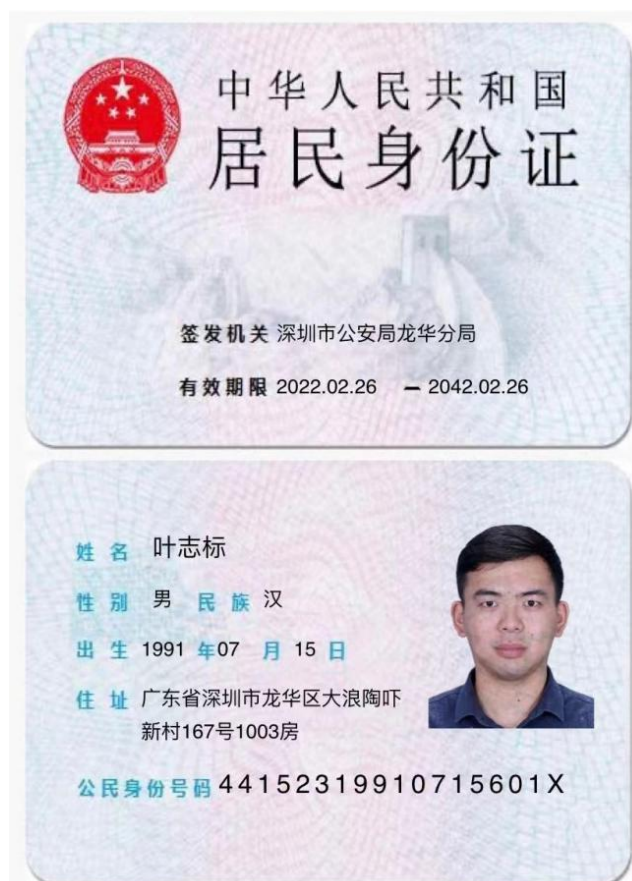 中华人民共和国
居民身份证
签发机关 深圳市公安局龙华分局
有效期限 2022.02.26 — 2042.02.26
姓名 叶志标
性别 男 民族 汉
出生 1991 年07 月 15 日
住址 广东省深圳市龙华区大浪陶吓
新村167号1003房
公民身份号码 44152319910715601X